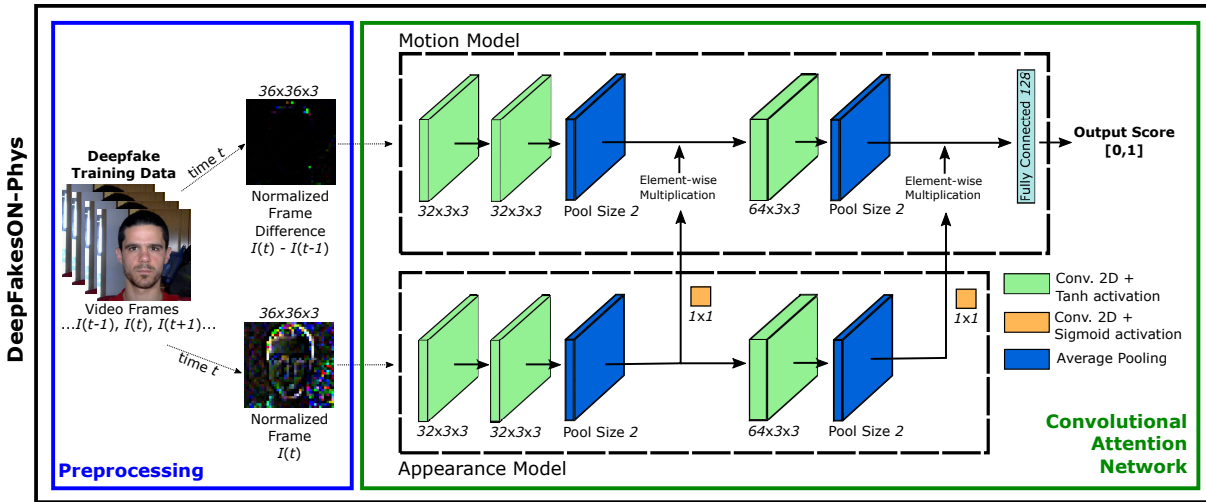 DeepFakesON-Phys
Deepfake
Training Data
Video Frames
...I(t-1), I(t), I(t+1)...
time t
time t
36x36x3
Normalized
Frame
Difference
I(t) - I(t-1)
36x36x3
Normalized
Frame
I(t)
Preprocessing
Motion Model
32x3x3
32x3x3
Pool Size 2
Element-wise
Multiplication
64x3x3
Pool Size 2
Element-wise
Multiplication
Fully Connected 128
Output Score
[0,1]
1x1
1x1
32x3x3
32x3x3
Pool Size 2
64x3x3
Pool Size 2
Appearance Model
Conv. 2D +
Tanh activation
Conv. 2D +
Sigmoid activation
Average Pooling
Convolutional
Attention
Network